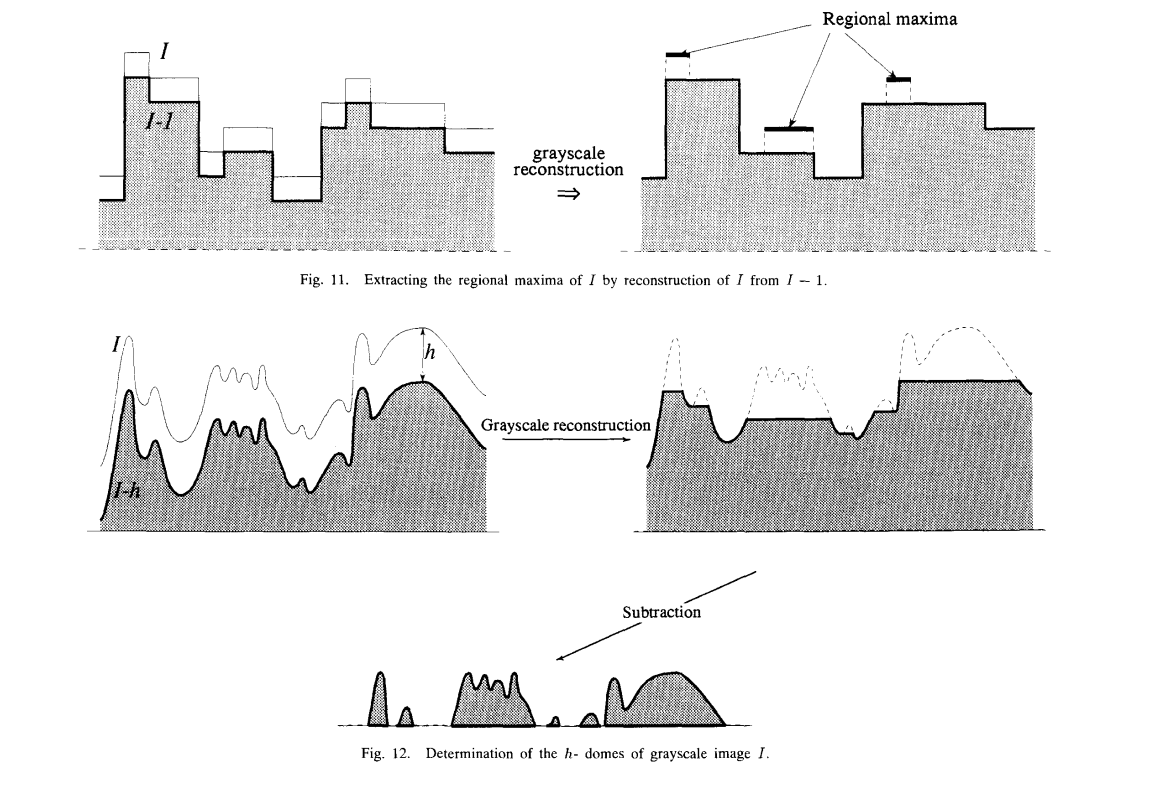 I
I-1
Regional maxima
grayscale
reconstruction
⇒
Fig. 11. Extracting the regional maxima of I by reconstruction of I from I − 1.
I
h
I-h
Grayscale reconstruction
Subtraction
Fig. 12. Determination of the h- domes of grayscale image I.